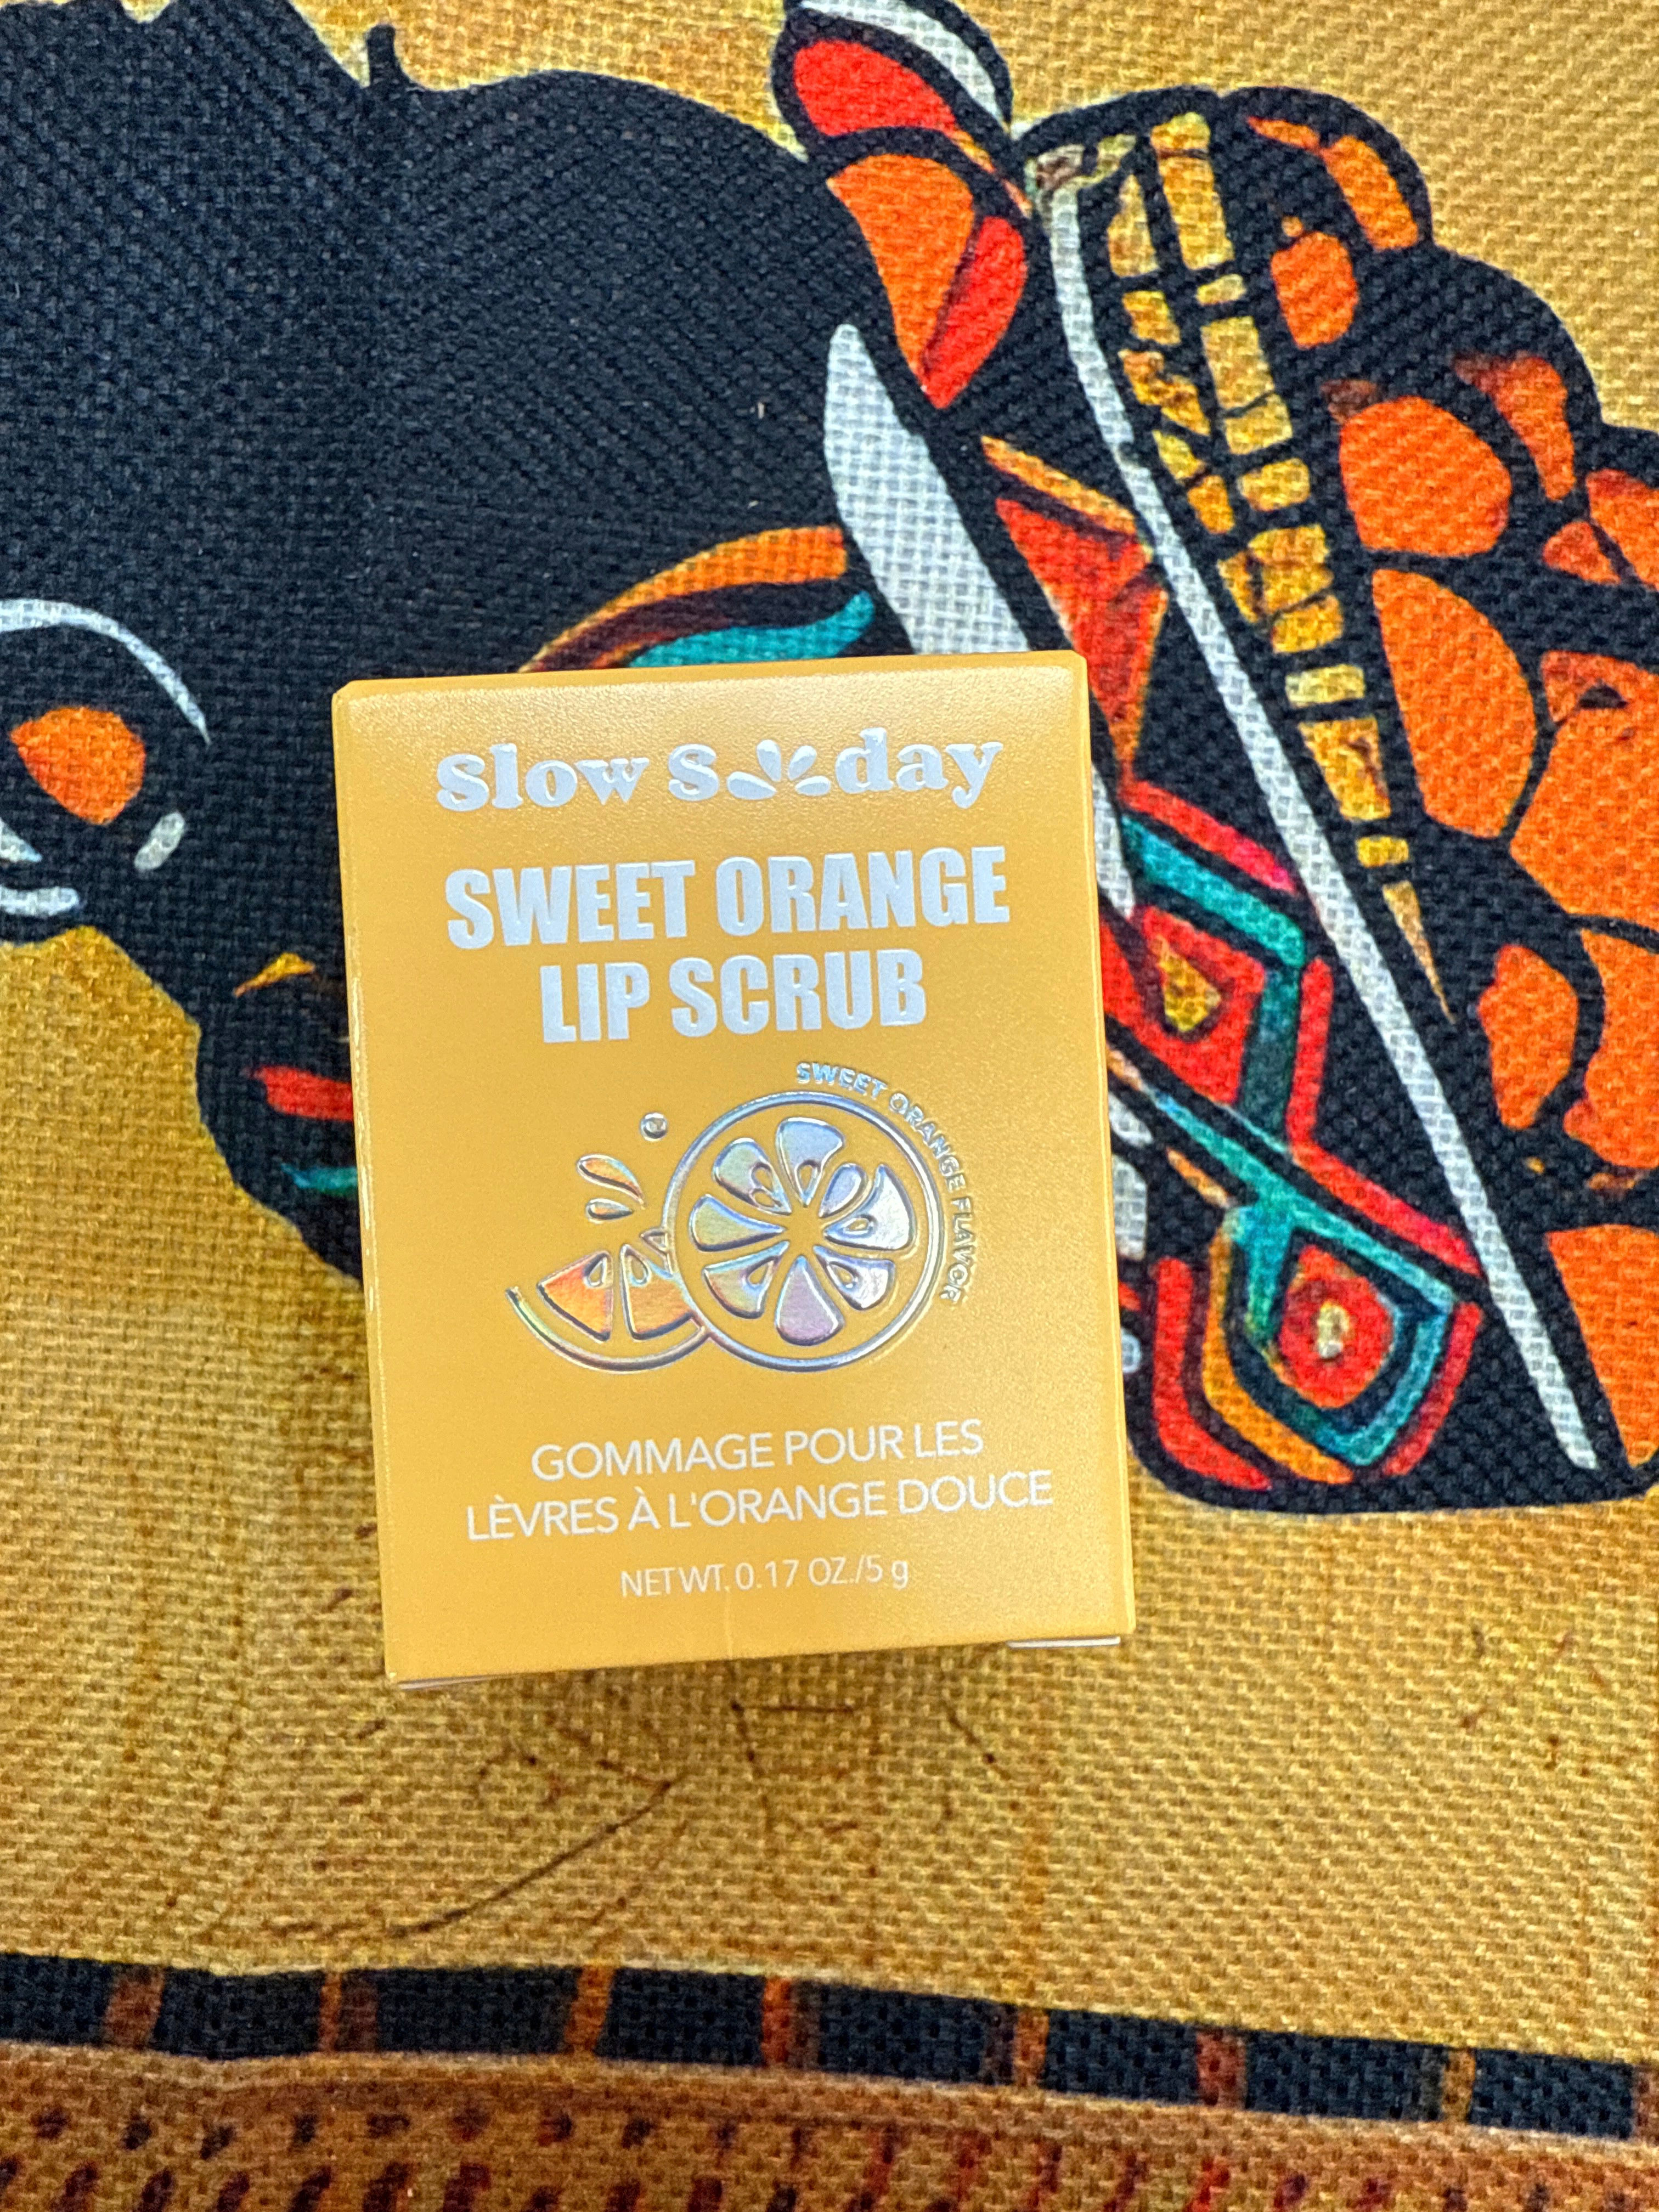 Slow Sunday
SWEET ORANGE
LIP SCRUB
SWEET ORANGE FLAVOR
GOMMAGE POUR LES
LÈVRES À L'ORANGE DOUCE
NET WT. 0.17 OZ./5 g